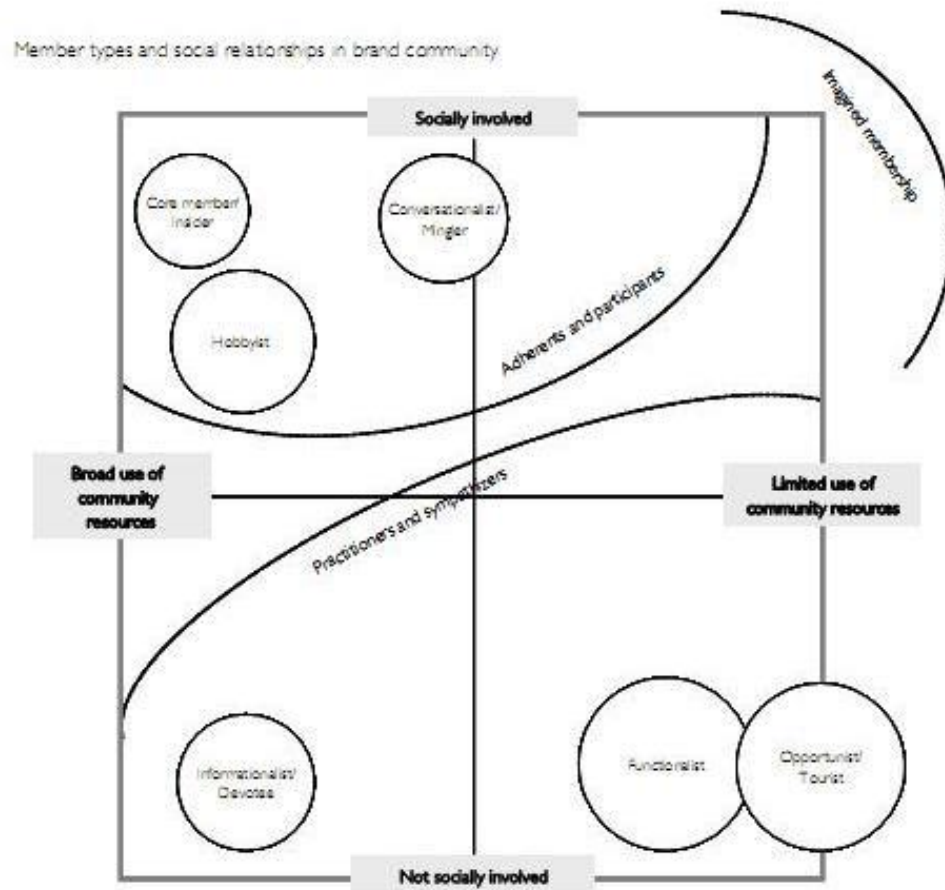 Member types and social relationships in brand community
Imagined membership
Socially involved
Core member/
Insider
Conversationalist/
Mingler
Hobbyist
Adherents and participants
Broad use of
community
resources
Limited use of
community resources
Practitioners and sympathizers
Informationalist/
Devotee
Functionalist
Opportunist/
Tourist
Not socially involved